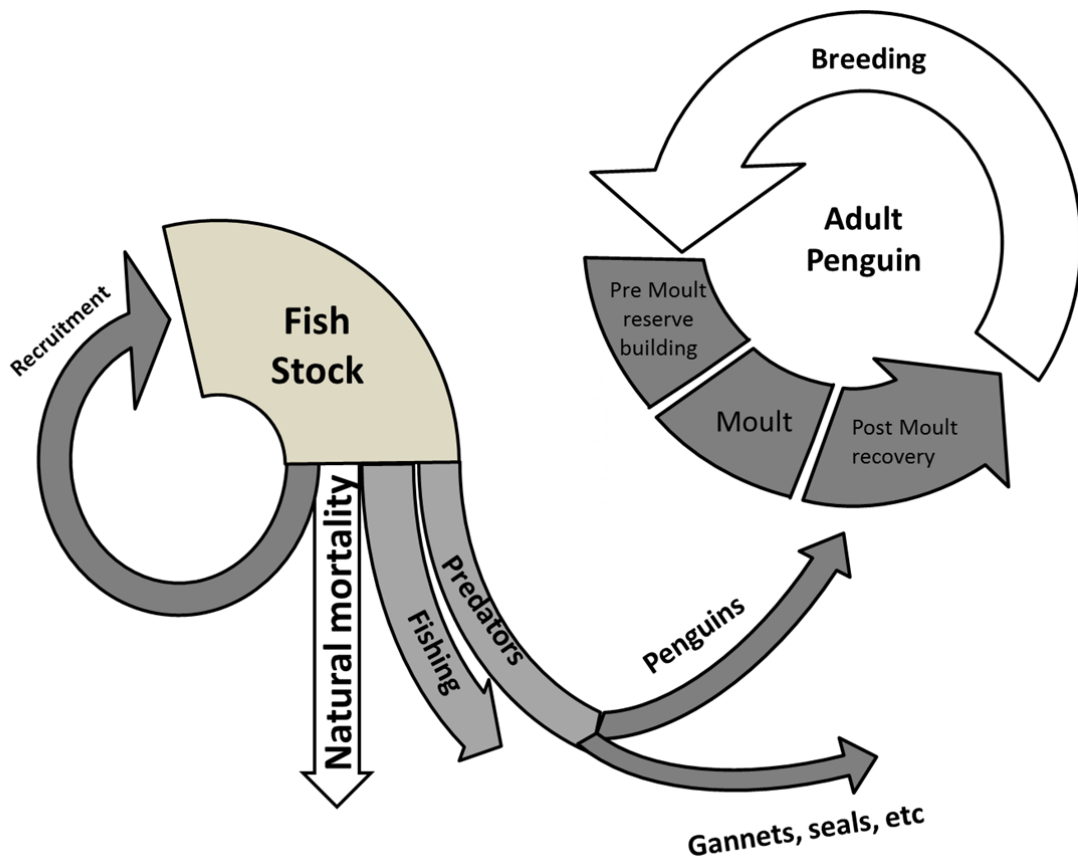 Breeding
Adult
Penguin
Pre Moult
reserve
building
Moult
Post Moult
recovery
Recruitment
Fish
Stock
Natural mortality
Fishing
Predators
Penguins
Gannets, seals, etc